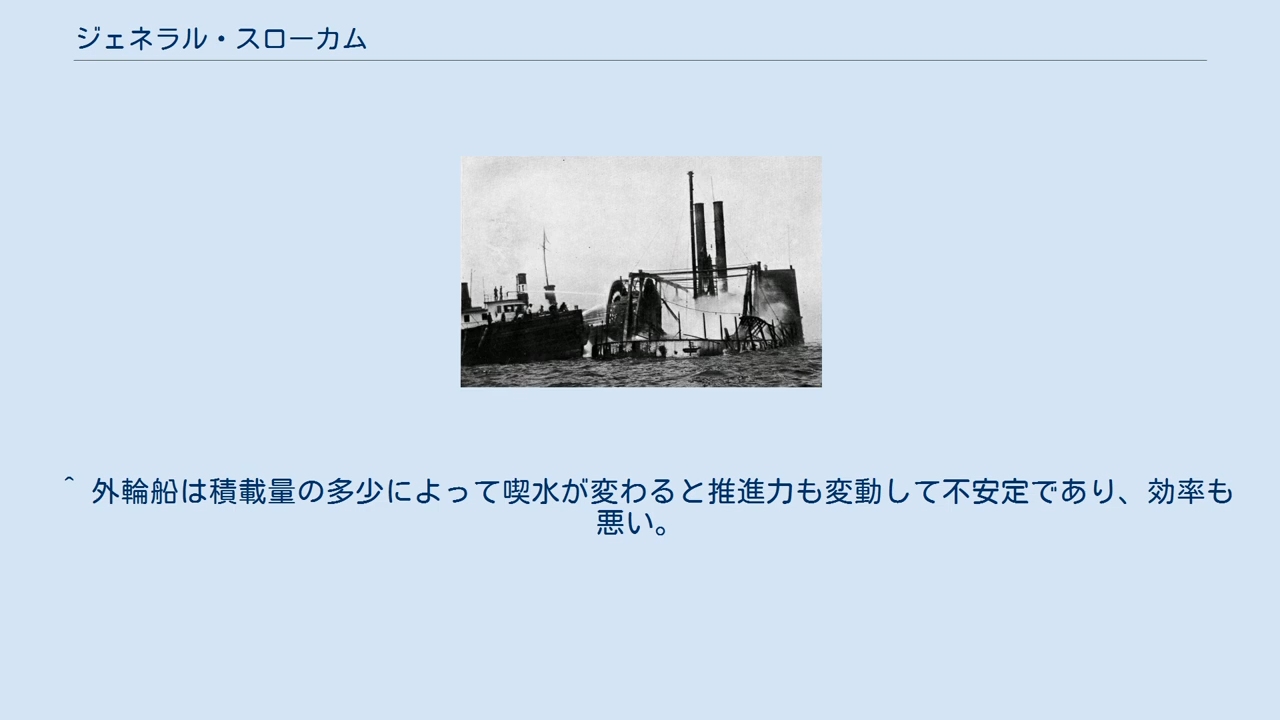 ジェネラル・スローカム
^ 外輪船は積載量の多少によって喫水が変わると推進力も変動して不安定であり、効率も
悪い。